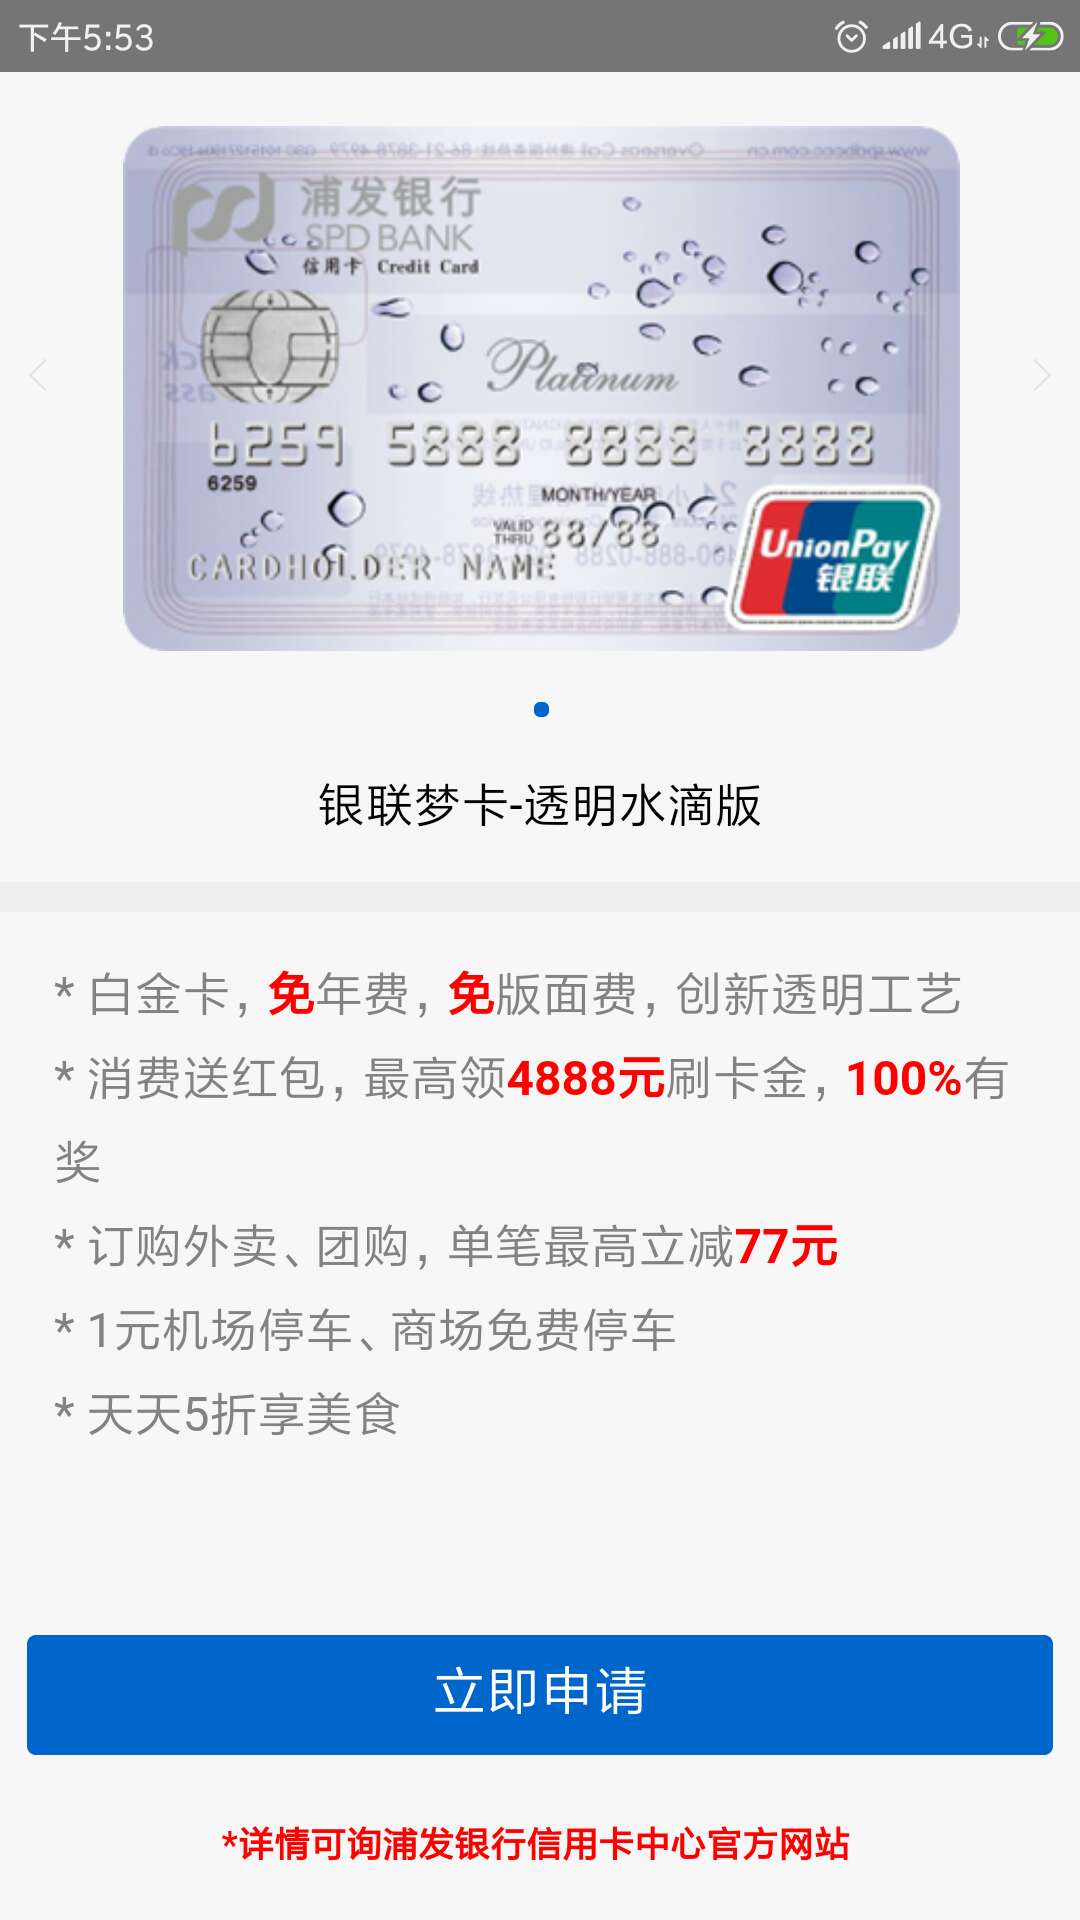 下午5:53
4G
浦发银行
SPD BANK
信用卡 Credit Card
Platinum
6259 5888 8888 8888
6259
MONTH/YEAR
VALID THRU 88/88
CARDHOLDER NAME
UnionPay
银联
银联梦卡-透明水滴版
* 白金卡，免年费，免版面费，创新透明工艺
* 消费送红包，最高领4888元刷卡金，100%有
奖
* 订购外卖、团购，单笔最高立减77元
* 1元机场停车、商场免费停车
* 天天5折享美食
立即申请
*详情可询浦发银行信用卡中心官方网站